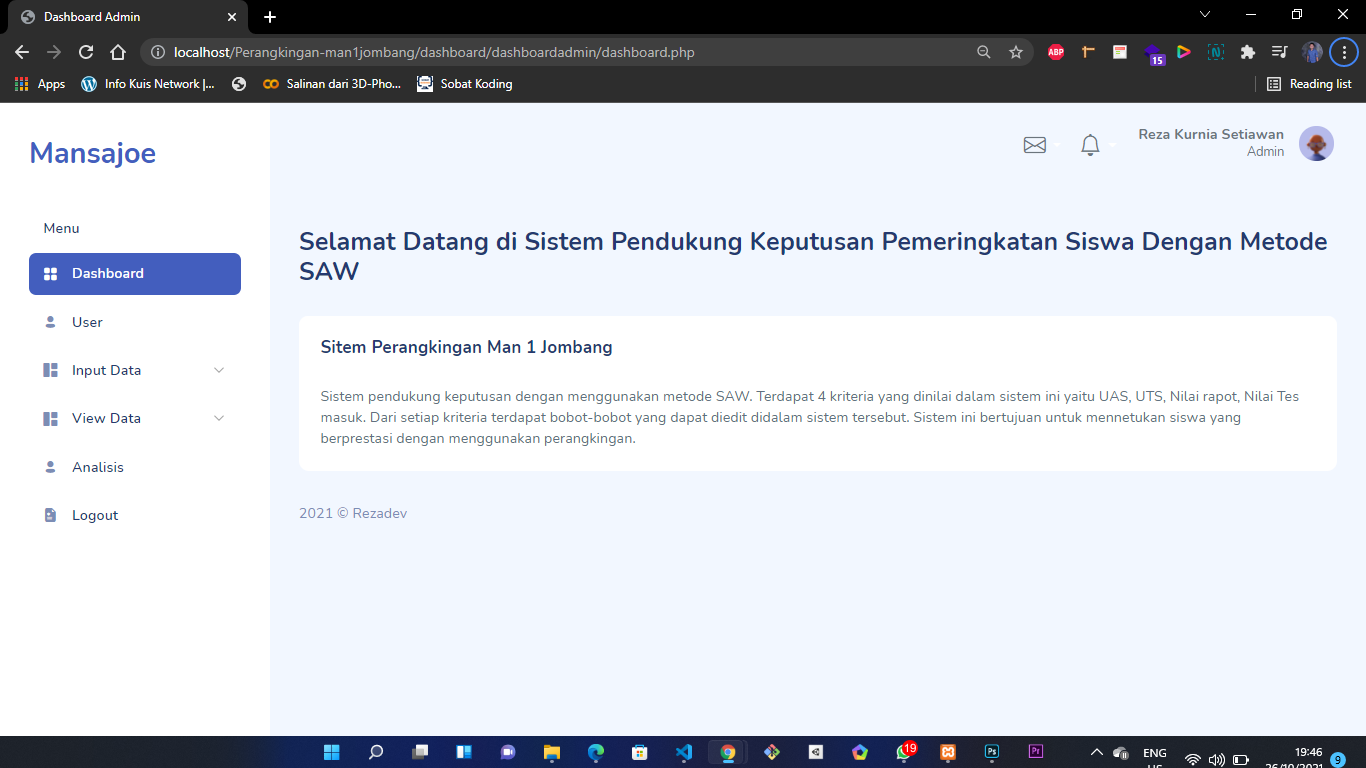 Dashboard Admin
localhost/Perangkingan-man1jombang/dashboard/dashboardadmin/dashboard.php
ABP
15
Apps
Info Kuis Network |...
Salinan dari 3D-Pho...
Sobat Koding
Reading list
Mansajoe
Reza Kurnia Setiawan
Admin
Menu
Dashboard
User
Input Data
View Data
Analisis
Logout
Selamat Datang di Sistem Pendukung Keputusan Pemeringkatan Siswa Dengan Metode
SAW
Sitem Perangkingan Man 1 Jombang
Sistem pendukung keputusan dengan menggunakan metode SAW. Terdapat 4 kriteria yang dinilai dalam sistem ini yaitu UAS, UTS, Nilai rapot, Nilai Tes
masuk. Dari setiap kriteria terdapat bobot-bobot yang dapat diedit didalam sistem tersebut. Sistem ini bertujuan untuk mennetukan siswa yang
berprestasi dengan menggunakan perangkingan.
2021 © Rezadev
19
Ps
Pr
ENG
US
19:46
26/10/2021
9